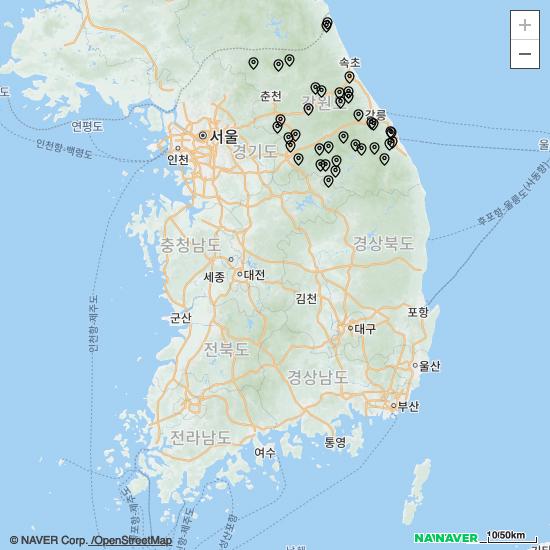 +
−
속초
춘천
강원
강릉
연평도
서울
인천항-백령도
경기도
인천
울
후포항-울릉도(사동항)
경상북도
충청남도
세종
대전
인천항-제주도
김천
포항
군산
대구
전북도
울산
경상남도
부산
전라남도
여수
통영
© NAVER Corp. /OpenStreetMap
NAVER
10/50km